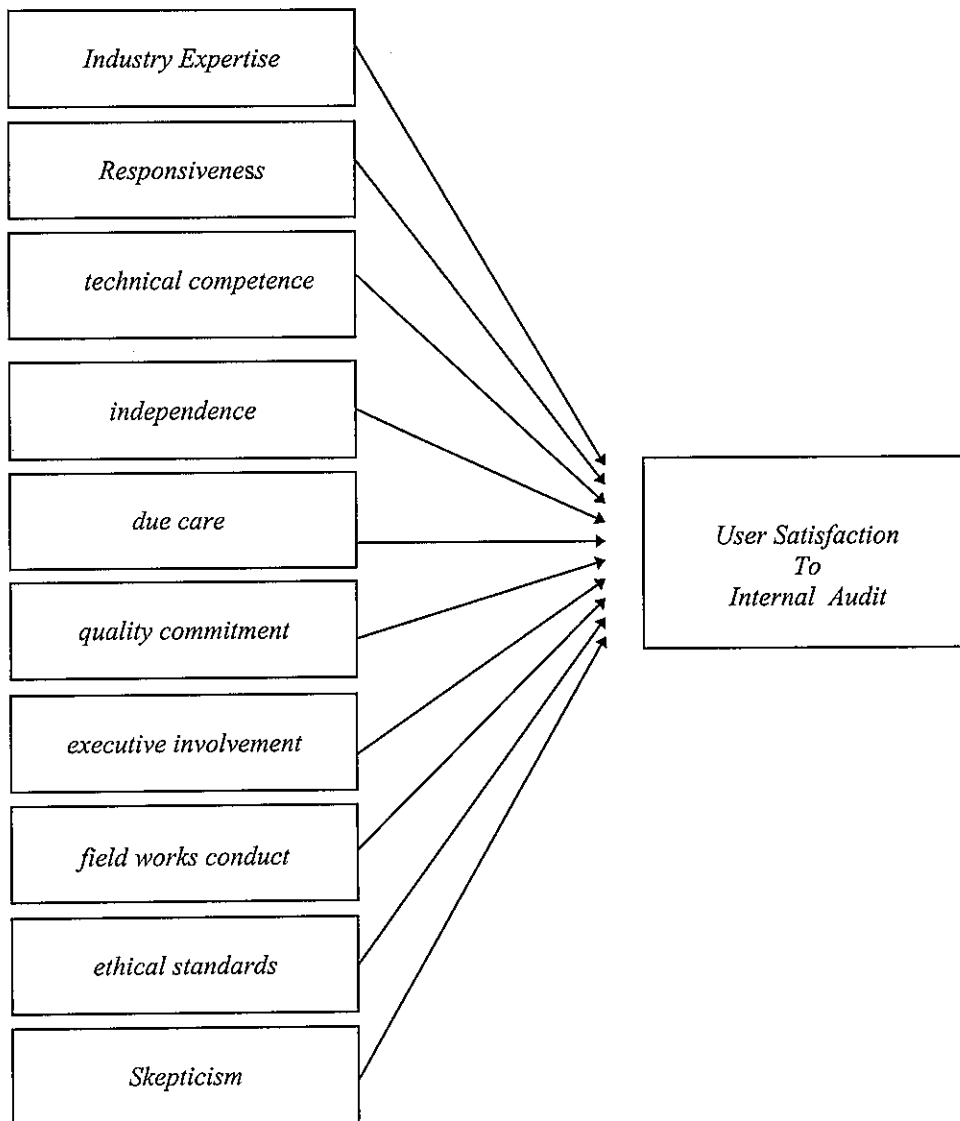 Industry Expertise
Responsiveness
technical competence
independence
due care
quality commitment
executive involvement
field works conduct
ethical standards
Skepticism
User Satisfaction
To
Internal Audit